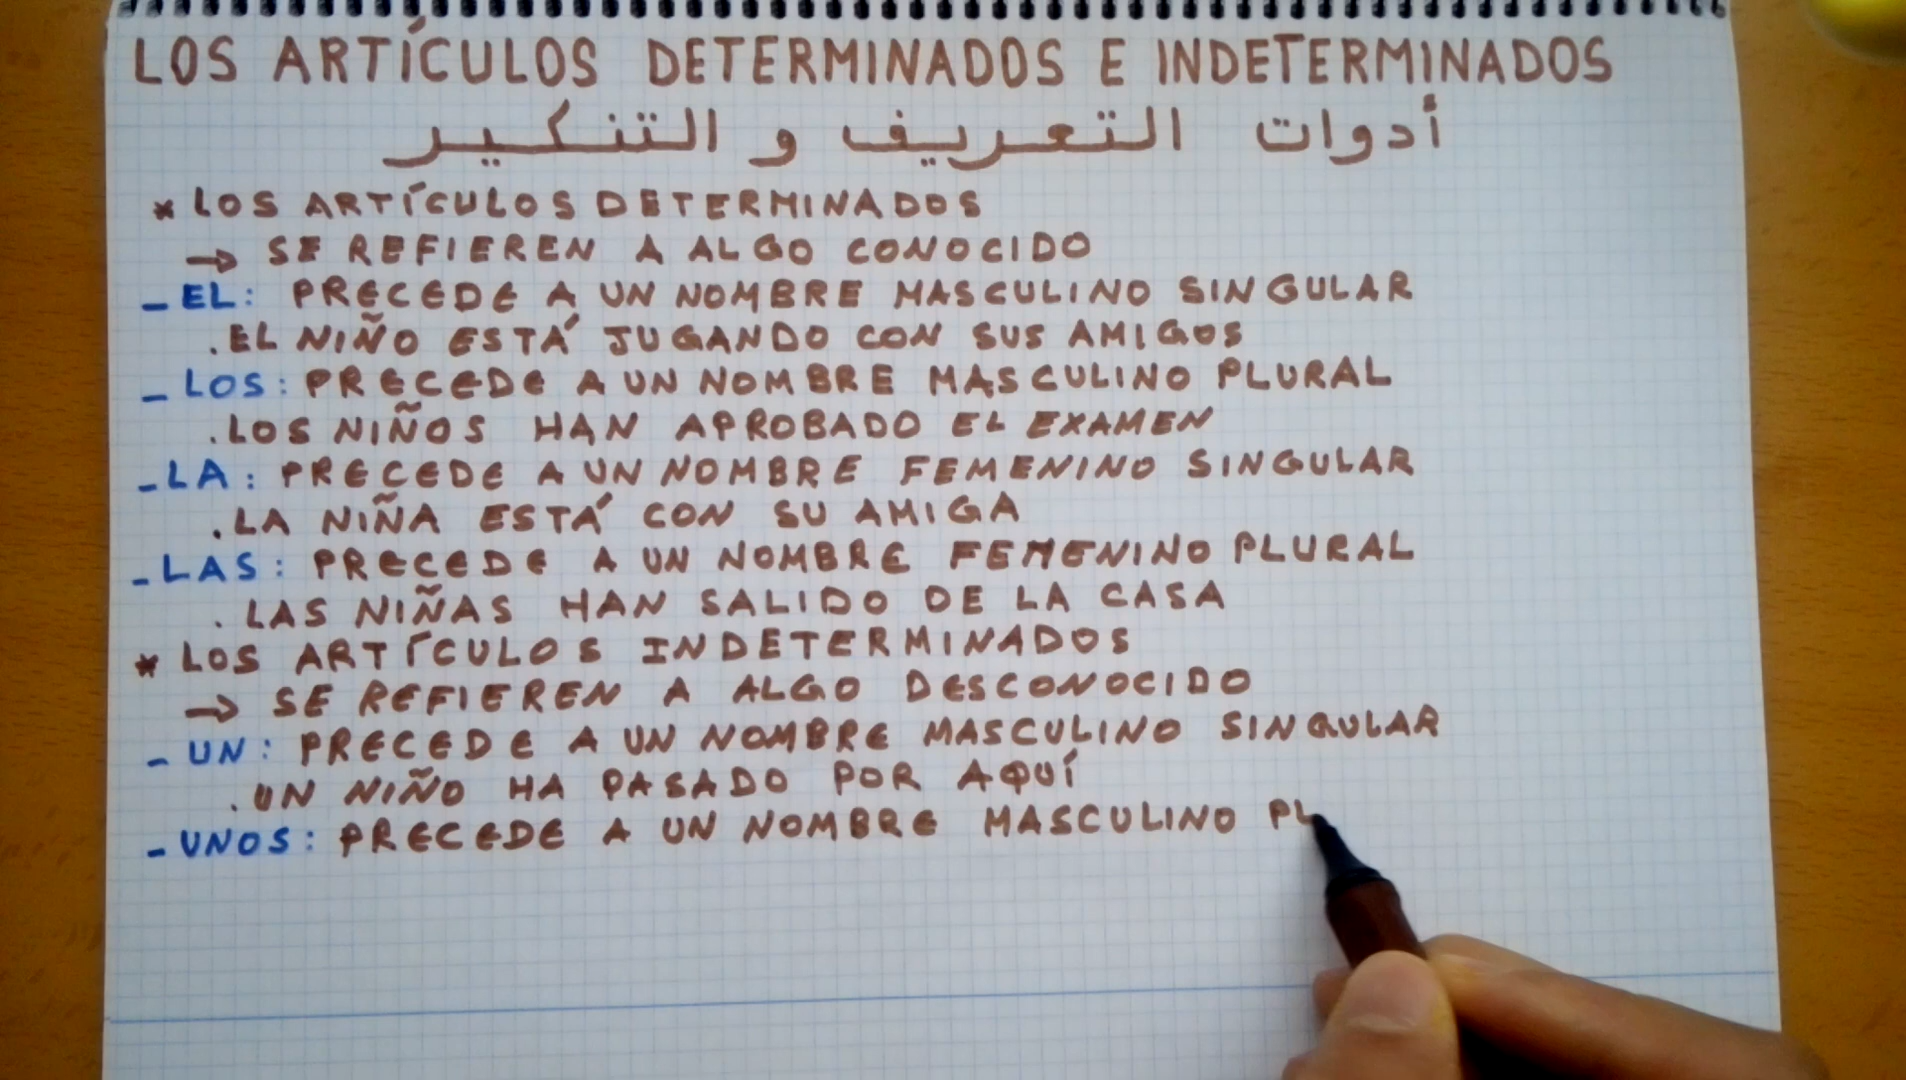 LOS ARTÍCULOS DETERMINADOS E INDETERMINADOS
أدوات التعريف و التنكير
* LOS ARTÍCULOS DETERMINADOS
→ SE REFIEREN A ALGO CONOCIDO
_ EL: PRECEDE A UN NOMBRE MASCULINO SINGULAR
. EL NIÑO ESTÁ JUGANDO CON SUS AMIGOS
_ LOS: PRECEDE A UN NOMBRE MASCULINO PLURAL
. LOS NIÑOS HAN APROBADO EL EXAMEN
_ LA: PRECEDE A UN NOMBRE FEMENINO SINGULAR
. LA NIÑA ESTÁ CON SU AMIGA
_ LAS: PRECEDE A UN NOMBRE FEMENINO PLURAL
. LAS NIÑAS HAN SALIDO DE LA CASA
* LOS ARTÍCULOS INDETERMINADOS
→ SE REFIEREN A ALGO DESCONOCIDO
_ UN: PRECEDE A UN NOMBRE MASCULINO SINGULAR
. UN NIÑO HA PASADO POR AQUÍ
_ UNOS: PRECEDE A UN NOMBRE MASCULINO PL